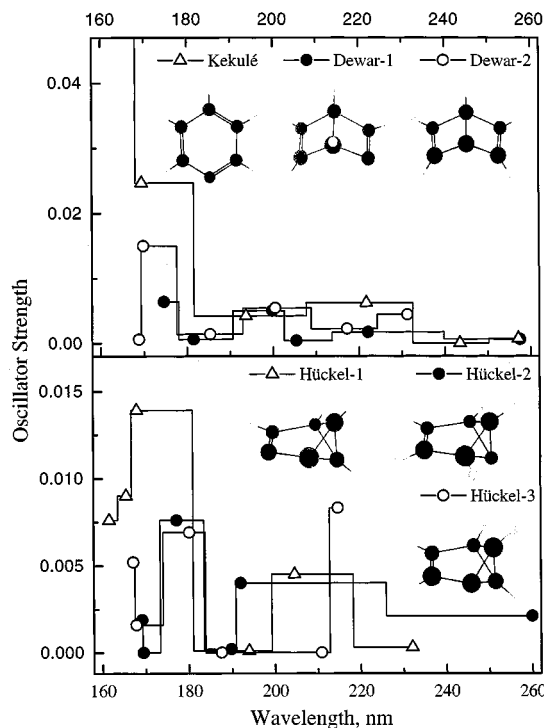 160 180 200 220 240 260
0.04
Kekulé Dewar-1 Dewar-2
0.02
0.00
Oscillator Strength
0.015
Hückel-1 Hückel-2
0.010
Hückel-3
0.005
0.000
160 180 200 220 240 260
Wavelength, nm